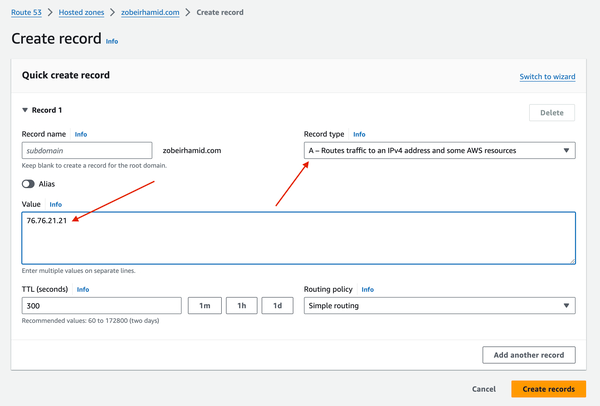 Route 53 > Hosted zones > zobeirhamid.com > Create record
Create record Info
Quick create record
Switch to wizard
▼ Record 1
Delete
Record name Info
subdomain
zobeirhamid.com
Keep blank to create a record for the root domain.
Record type Info
A – Routes traffic to an IPv4 address and some AWS resources
Alias
Value Info
76.76.21.21
Enter multiple values on separate lines.
TTL (seconds) Info
300
1m
1h
1d
Recommended values: 60 to 172800 (two days)
Routing policy Info
Simple routing
Add another record
Cancel
Create records